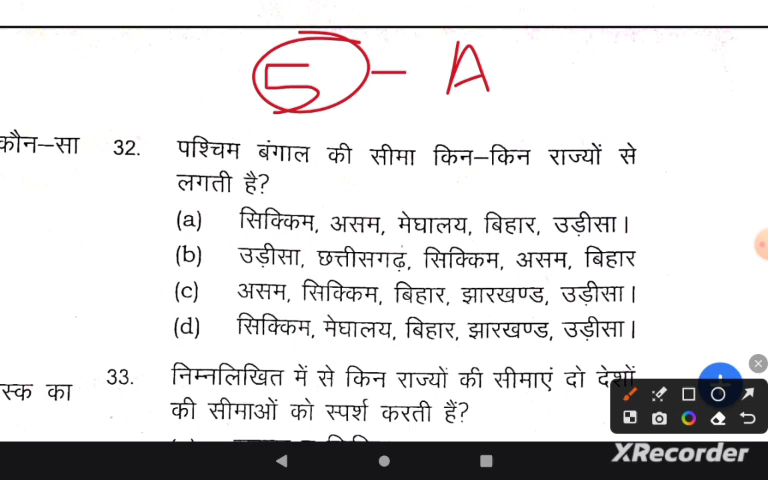 5 - A
कौन-सा
32. पश्चिम बंगाल की सीमा किन-किन राज्यों से
लगती है?
(a) सिक्किम, असम, मेघालय, बिहार, उड़ीसा।
(b) उड़ीसा, छत्तीसगढ़, सिक्किम, असम, बिहार
(c) असम, सिक्किम, बिहार, झारखण्ड, उड़ीसा।
(d) सिक्किम, मेघालय, बिहार, झारखण्ड, उड़ीसा।
33. निम्नलिखित में से किन राज्यों की सीमाएं दो देशों
स्क का
की सीमाओं को स्पर्श करती हैं?
XRecorder